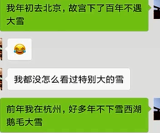 我年初去北京，故宫下了百年不遇
大雪
我都没怎么看过特别大的雪
前年我在杭州，好多年不下雪西湖
鹅毛大雪